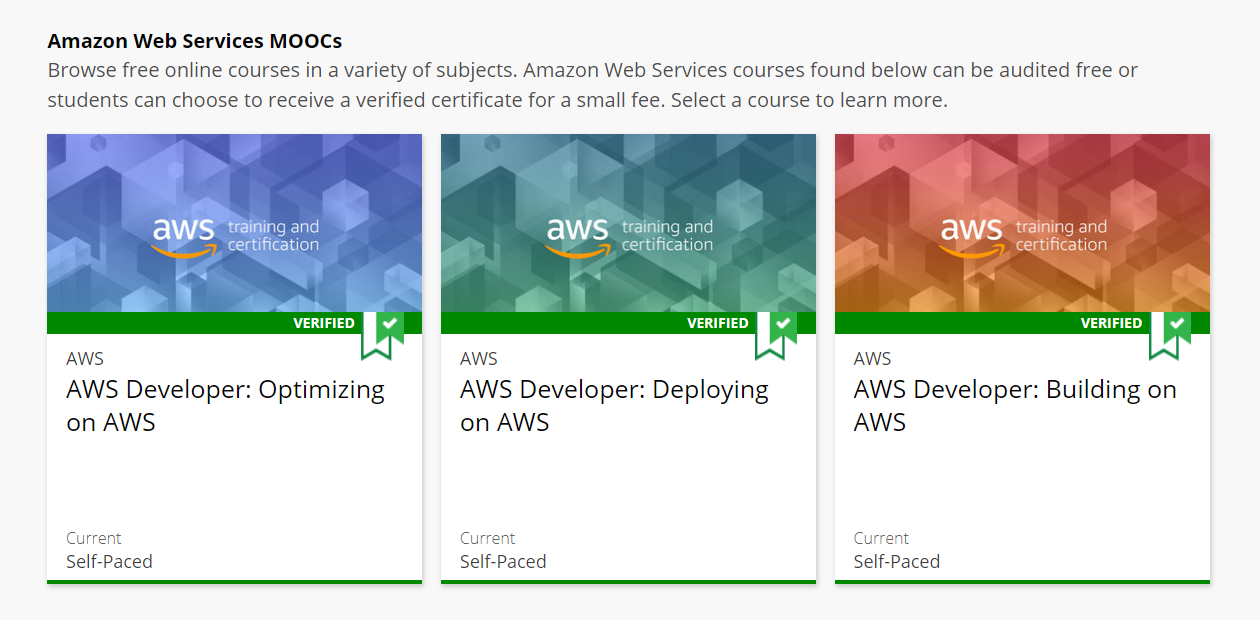 Amazon Web Services MOOCs
Browse free online courses in a variety of subjects. Amazon Web Services courses found below can be audited free or
students can choose to receive a verified certificate for a small fee. Select a course to learn more.
aws training and
certification
VERIFIED
AWS
AWS Developer: Optimizing
on AWS
Current
Self-Paced
aws training and
certification
VERIFIED
AWS
AWS Developer: Deploying
on AWS
Current
Self-Paced
aws training and
certification
VERIFIED
AWS
AWS Developer: Building on
AWS
Current
Self-Paced